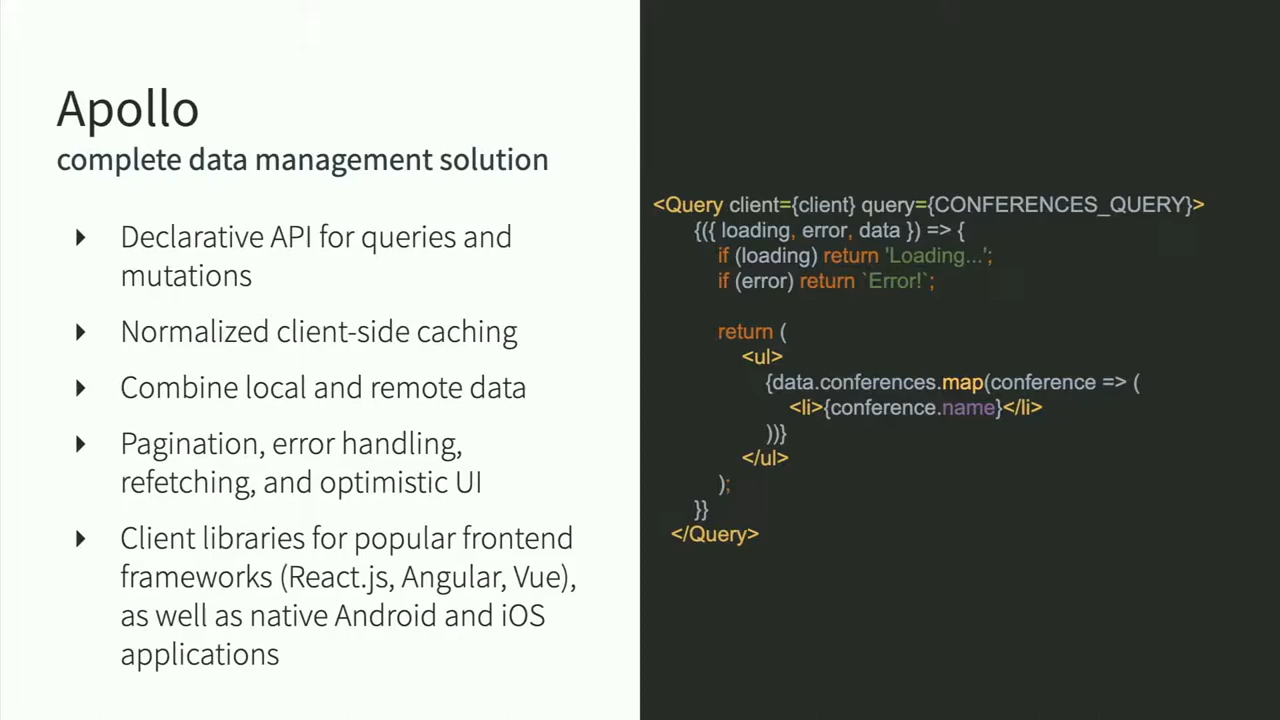 Apollo
complete data management solution
Declarative API for queries and
mutations
Normalized client-side caching
Combine local and remote data
Pagination, error handling,
refetching, and optimistic UI
Client libraries for popular frontend
frameworks (React.js, Angular, Vue),
as well as native Android and iOS
applications
<Query client={client} query={CONFERENCES_QUERY}>
{({ loading, error, data }) => {
if (loading) return 'Loading...';
if (error) return `Error!`;
return (
<ul>
{data.conferences.map(conference => (
<li>{conference.name}</li>
))}
</ul>
);
}}
</Query>